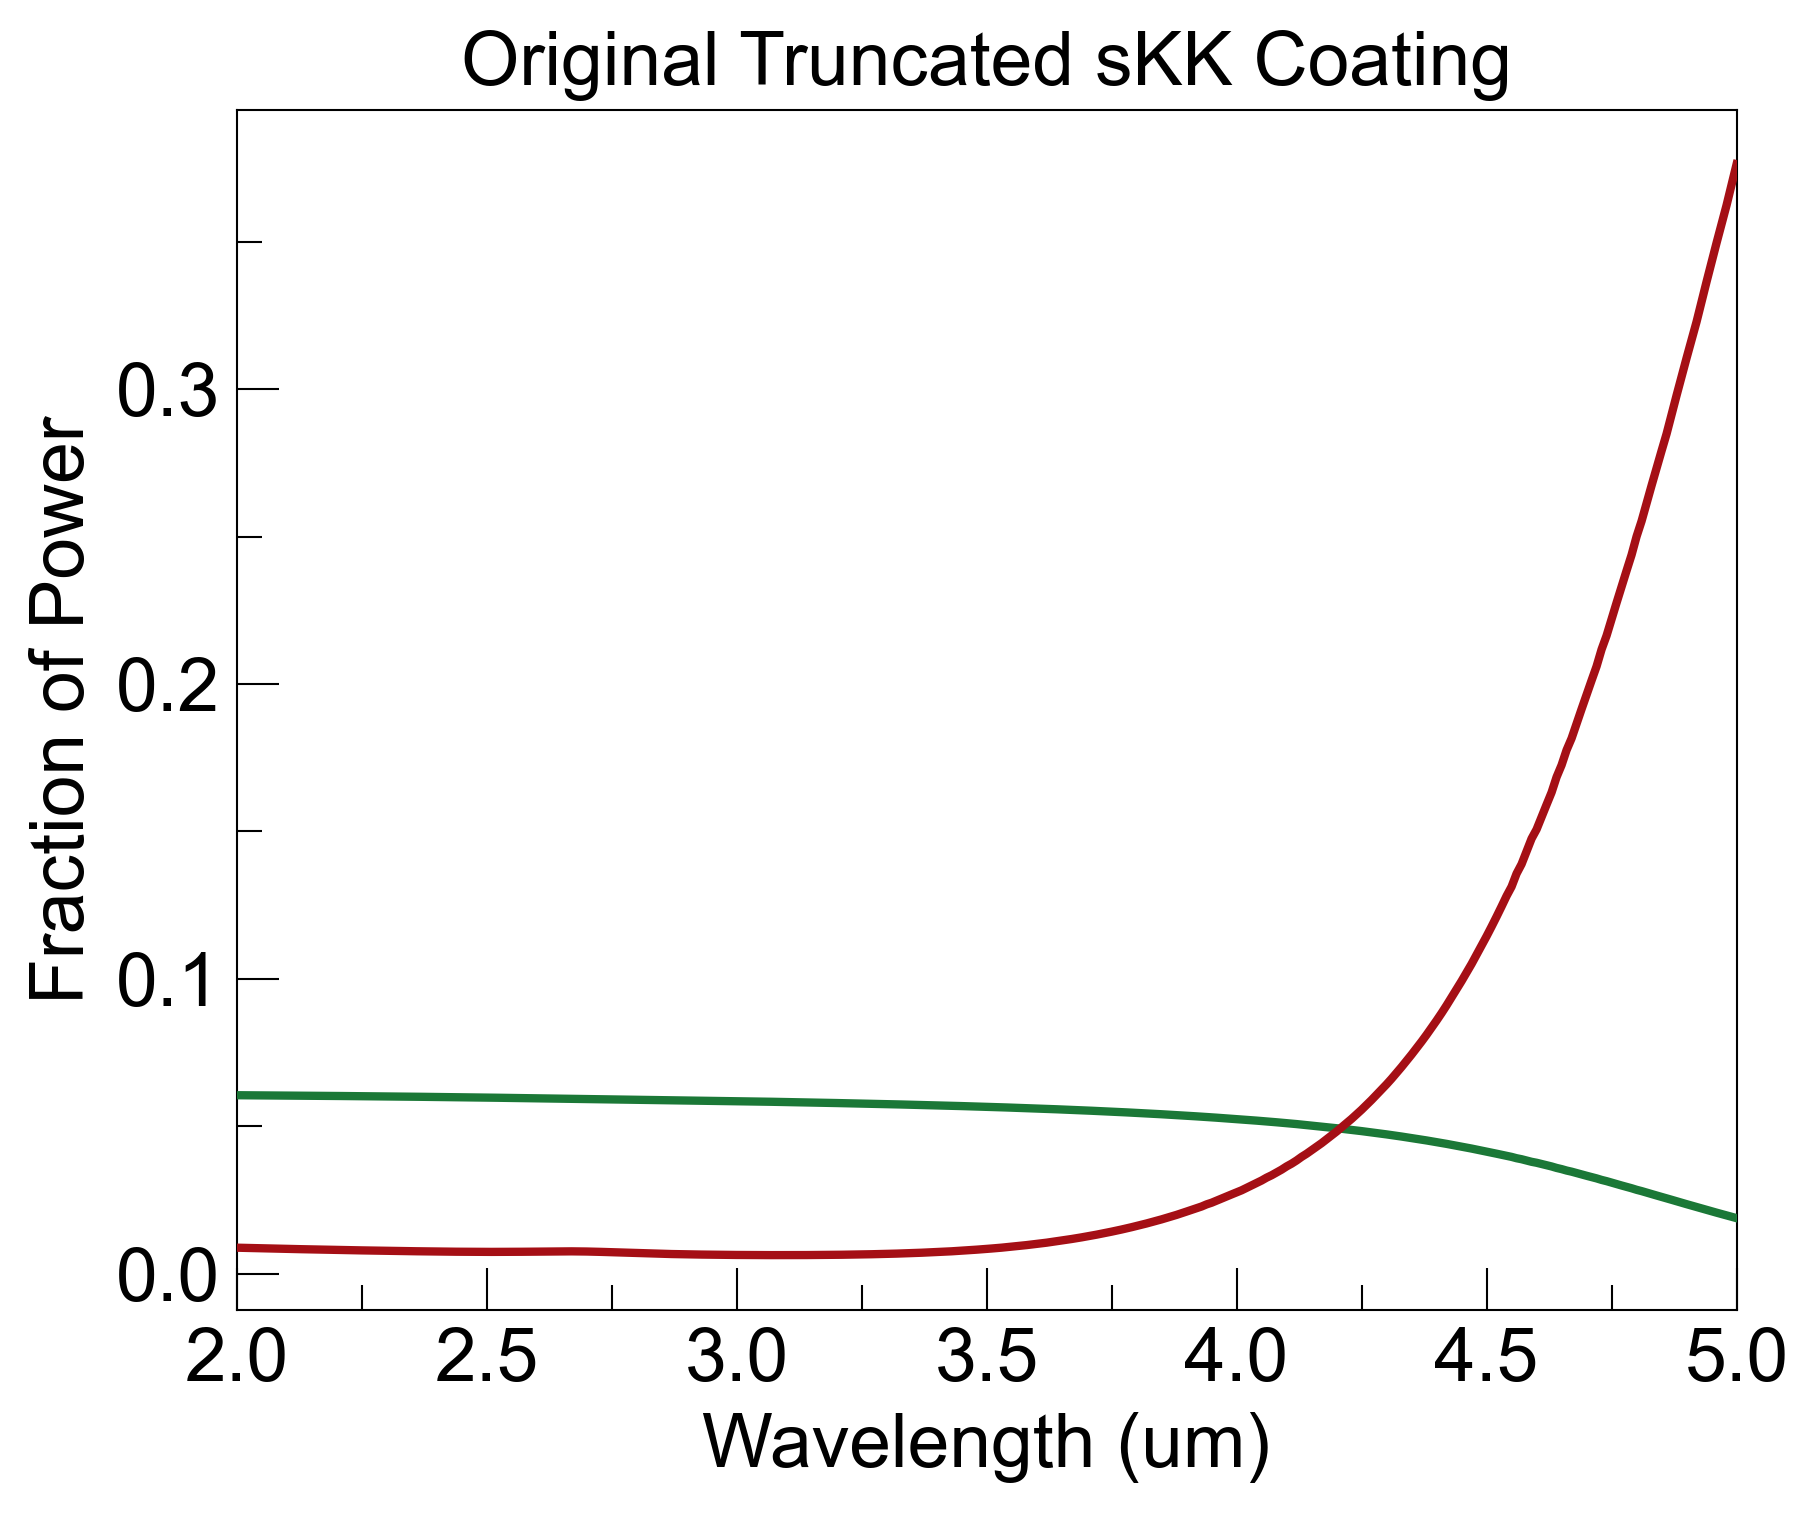 Original Truncated sKK Coating
Fraction of Power
0.3
0.2
0.1
0.0
2.0 2.5 3.0 3.5 4.0 4.5 5.0
Wavelength (um)